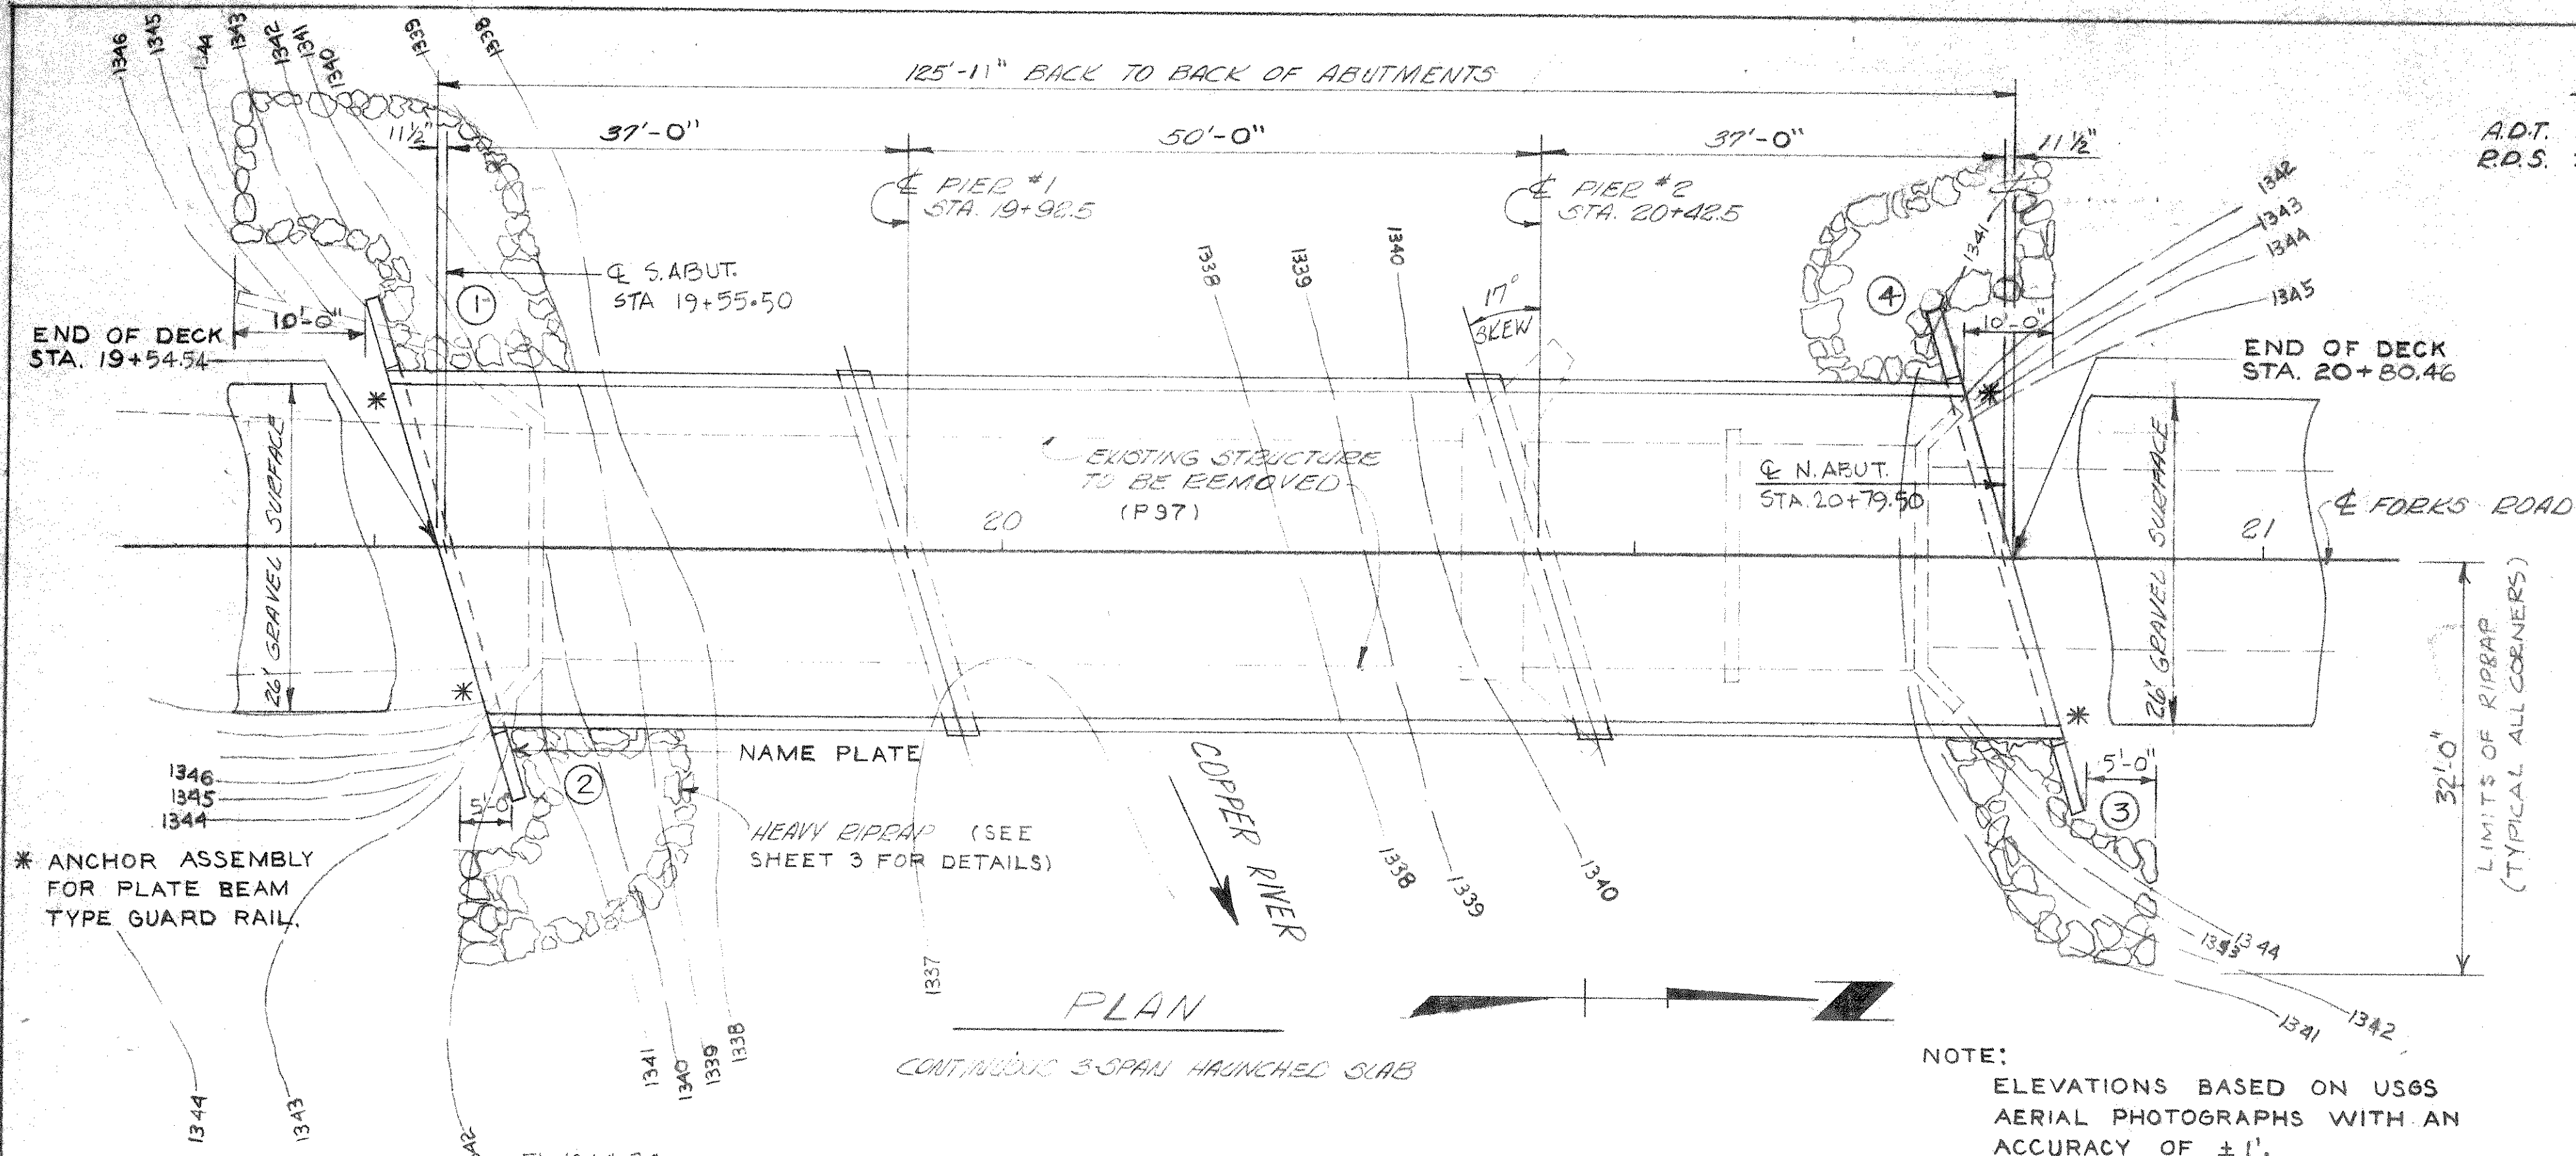 1346
1345
1344
1343
1342
1341
1340
1339
1338
125'-11" BACK TO BACK OF ABUTMENTS
11½"
37'-0"
50'-0"
37'-0"
11½"
A.D.T.
R.D.S.
℄ PIER #1
STA. 19+92.5
℄ PIER #2
STA. 20+42.5
1342
1343
1344
1345
1341
1338
1339
1340
℄ S. ABUT.
STA 19+55.50
1
4
17°
SKEW
10'-0"
10'-0"
END OF DECK
STA. 19+54.54
END OF DECK
STA. 20+80.46
26' GRAVEL SURFACE
EXISTING STRUCTURE
TO BE REMOVED
(P97)
℄ N. ABUT.
STA. 20+79.50
26' GRAVEL SURFACE
℄ FORKS ROAD
20
21
NAME PLATE
2
3
5'-0"
5'-0"
1346
1345
1344
HEAVY RIPRAP (SEE
SHEET 3 FOR DETAILS)
COPPER RIVER
32'-0"
LIMITS OF RIPRAP
(TYPICAL ALL CORNERS)
* ANCHOR ASSEMBLY
FOR PLATE BEAM
TYPE GUARD RAIL.
1338
1339
1340
1337
1343
1344
1341
1342
PLAN
CONTINUOUS 3-SPAN HAUNCHED SLAB
1344
1343
1341
1340
1339
1338
NOTE:
ELEVATIONS BASED ON USGS
AERIAL PHOTOGRAPHS WITH AN
ACCURACY OF ±1'.